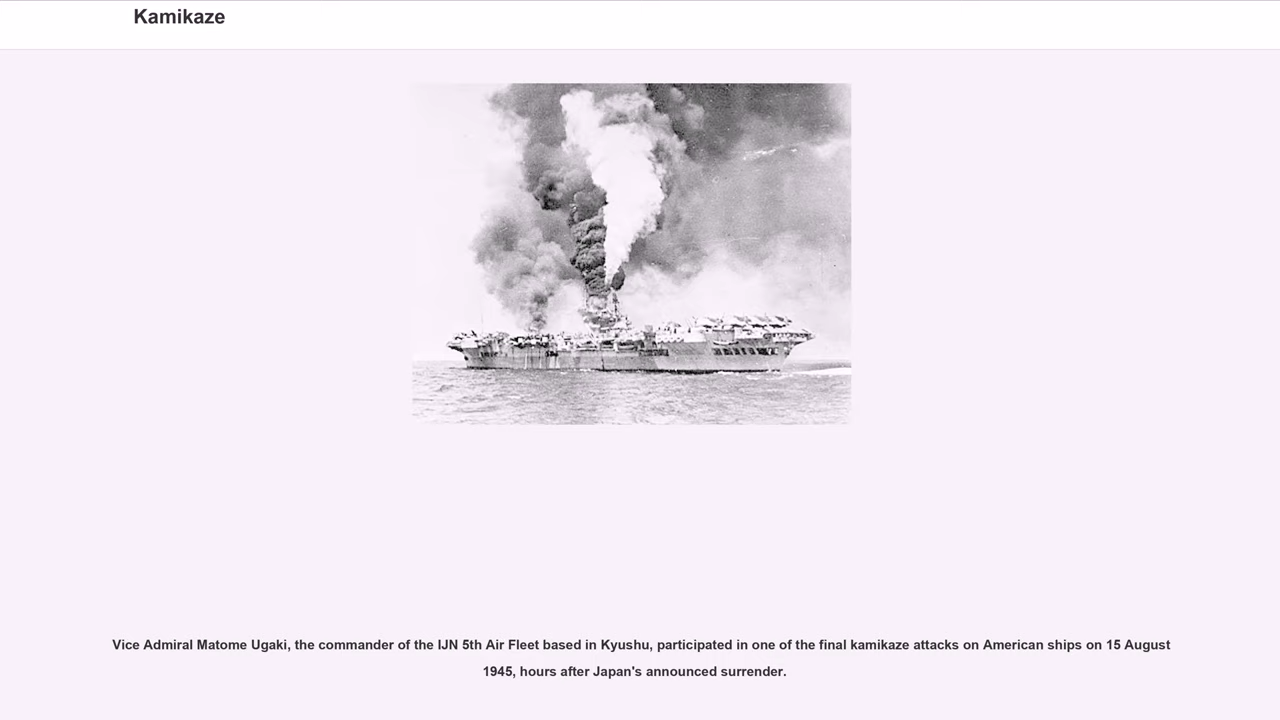 Kamikaze
Vice Admiral Matome Ugaki, the commander of the IJN 5th Air Fleet based in Kyushu, participated in one of the final kamikaze attacks on American ships on 15 August
1945, hours after Japan's announced surrender.